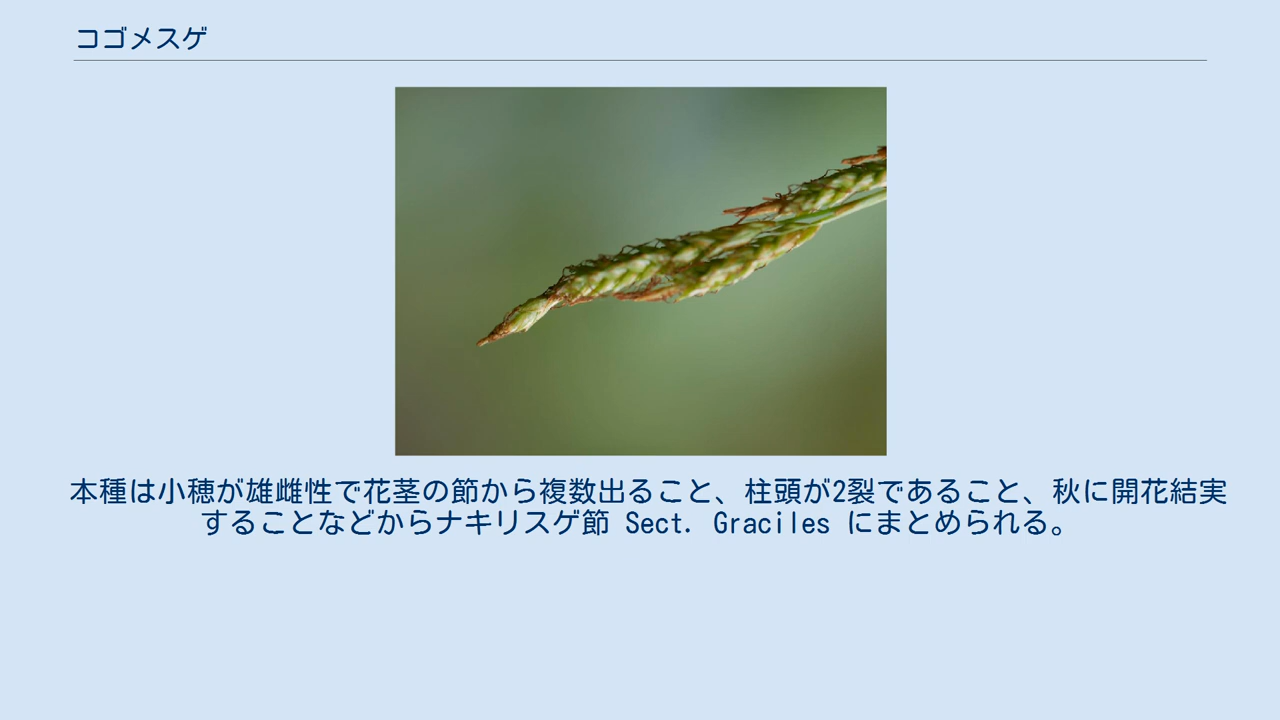 コゴメスゲ
本種は小穂が雄雌性で花茎の節から複数出ること、柱頭が2裂であること、秋に開花結実
することなどからナキリスゲ節 Sect. Graciles にまとめられる。